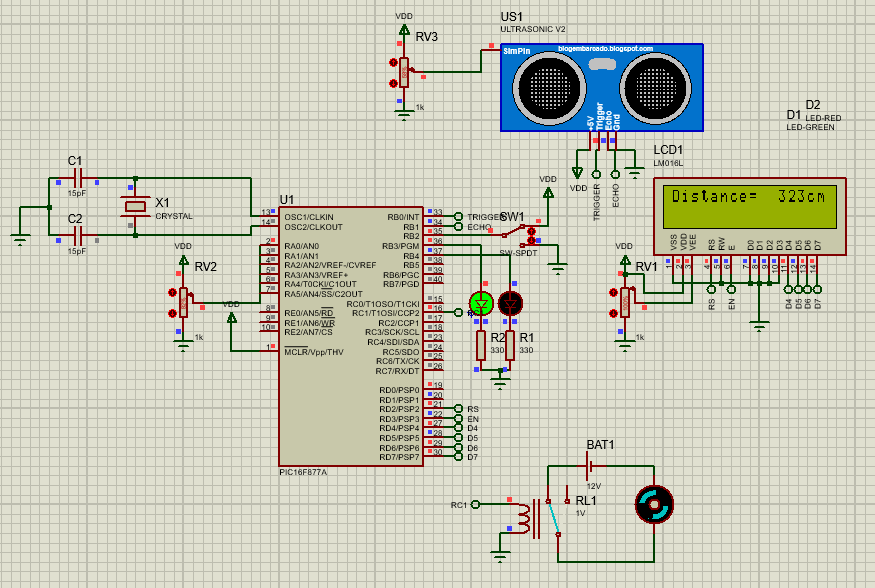 VDD
RV3
1k
US1
ULTRASONIC V2
SimPin
blogembarcado.blogspot.com
+5V
Trigger
Echo
Gnd
VDD
TRIGGER
ECHO
D1
LED-GREEN
D2
LED-RED
LCD1
LM016L
Distance= 323cm
VSS
VDD
VEE
RS
RW
E
D0
D1
D2
D3
D4
D5
D6
D7
1
2
3
4
5
6
7
8
9
10
11
12
13
14
RS
EN
D4
D5
D6
D7
VDD
RV1
1k
C1
15pF
C2
15pF
X1
CRYSTAL
VDD
RV2
1k
VDD
U1
13 OSC1/CLKIN
14 OSC2/CLKOUT
2 RA0/AN0
3 RA1/AN1
4 RA2/AN2/VREF-/CVREF
5 RA3/AN3/VREF+
6 RA4/T0CKI/C1OUT
7 RA5/AN4/SS/C2OUT
8 RE0/AN5/RD
9 RE1/AN6/WR
10 RE2/AN7/CS
1 MCLR/Vpp/THV
RB0/INT 33 TRIGGER
RB1 34 ECHO
RB2 35
RB3/PGM 36
RB4 37
RB5 38
RB6/PGC 39
RB7/PGD 40
RC0/T1OSO/T1CKI 15
RC1/T1OSI/CCP2 16
RC2/CCP1 17
RC3/SCK/SCL 18
RC4/SDI/SDA 23
RC5/SDO 24
RC6/TX/CK 25
RC7/RX/DT 26
RD0/PSP0 19
RD1/PSP1 20
RD2/PSP2 21 RS
RD3/PSP3 22 EN
RD4/PSP4 27 D4
RD5/PSP5 28 D5
RD6/PSP6 29 D6
RD7/PSP7 30 D7
PIC16F877A
VDD
SW1
SW-SPDT
R2
330
R1
330
BAT1
12V
RC1
RL1
1V